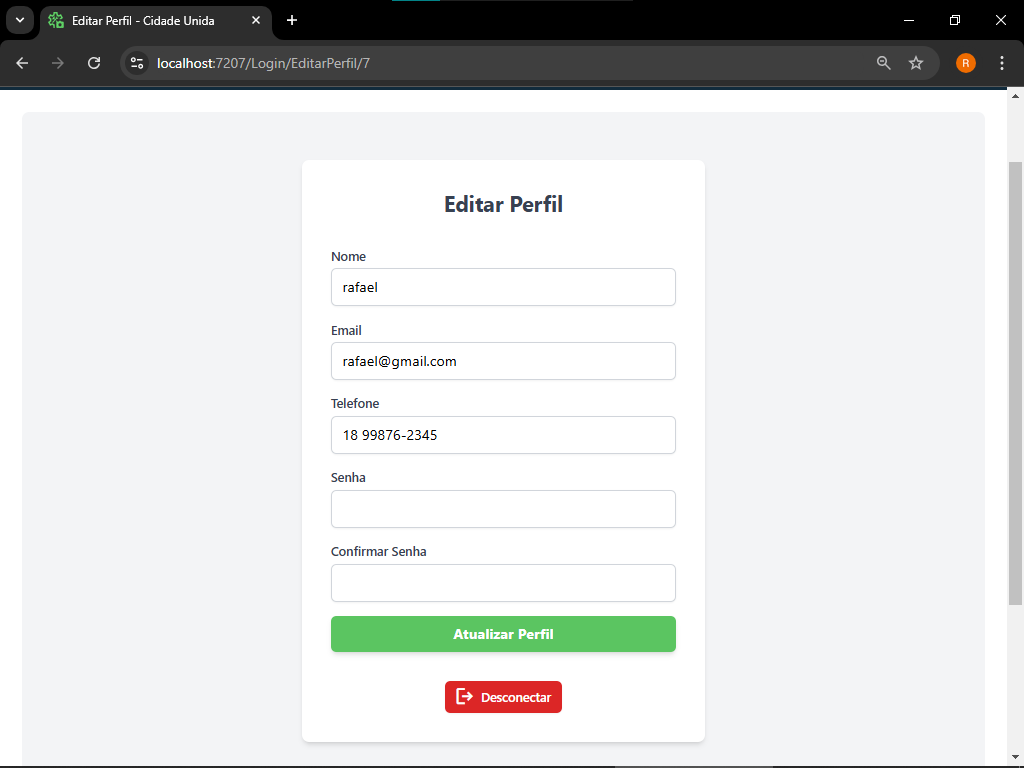 Editar Perfil - Cidade Unida
localhost:7207/Login/EditarPerfil/7
R
Editar Perfil
Nome
rafael
Email
rafael@gmail.com
Telefone
18 99876-2345
Senha
Confirmar Senha
Atualizar Perfil
Desconectar